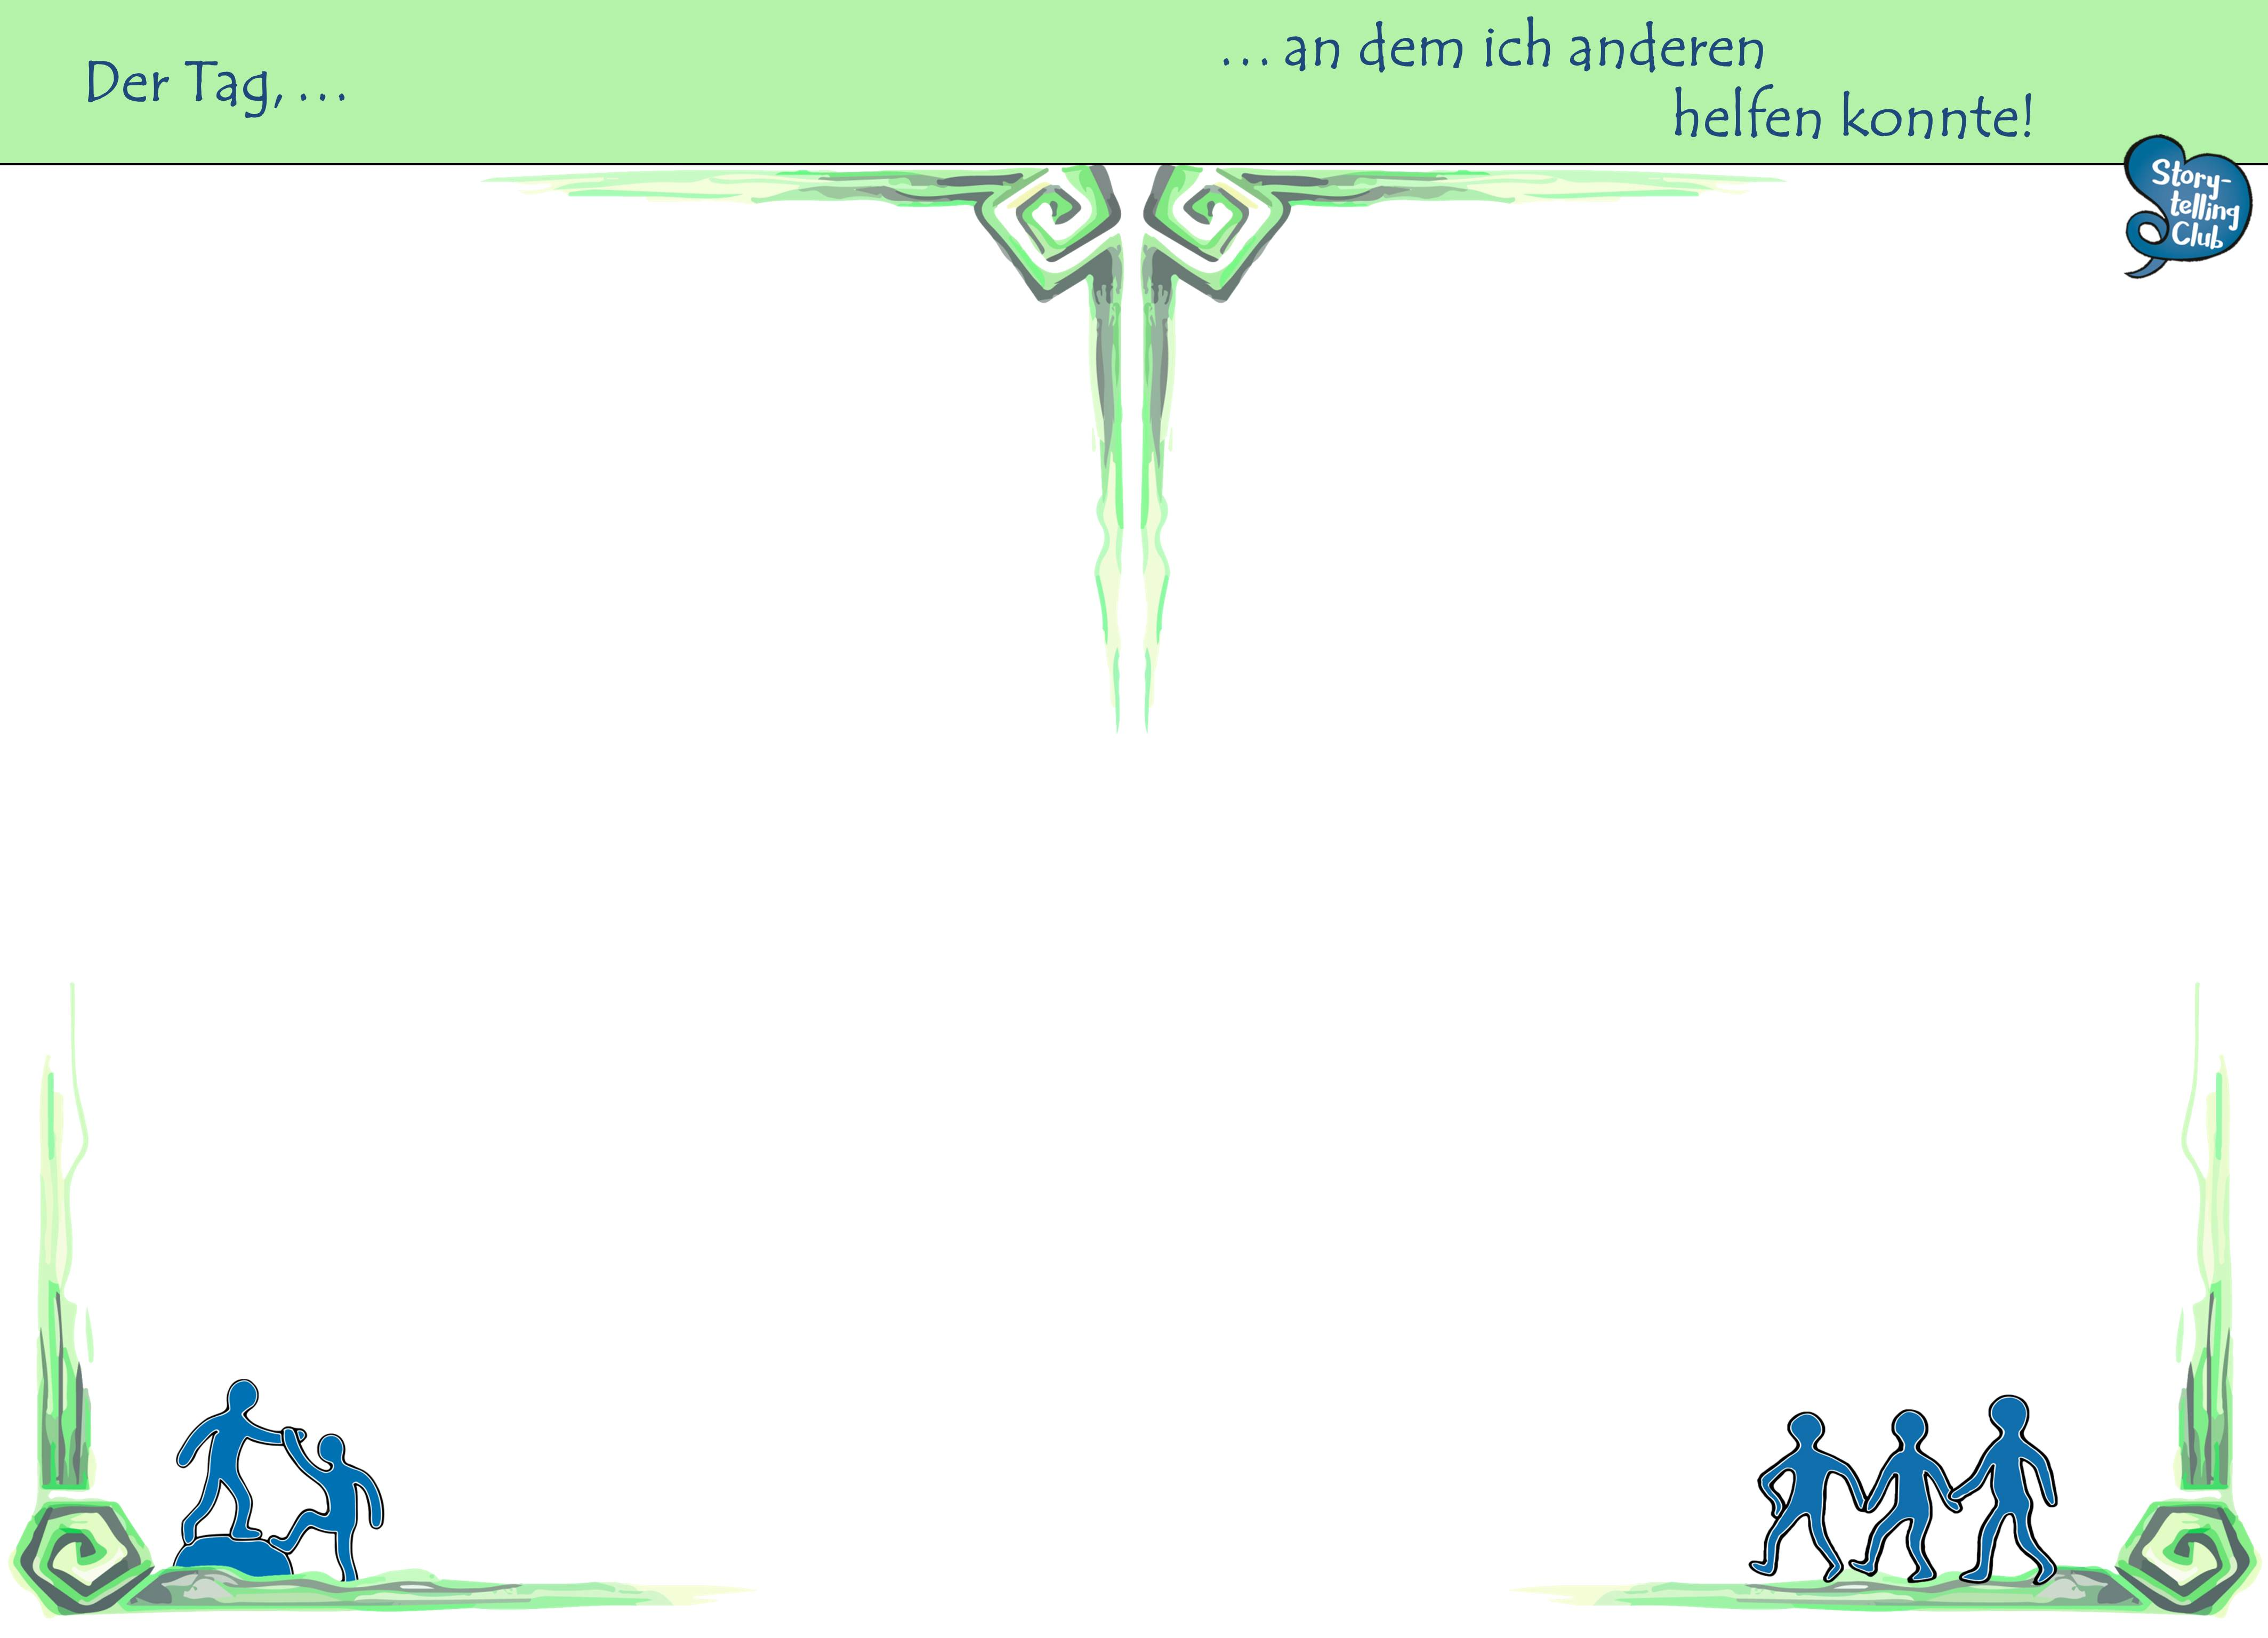 Der Tag, ...
... an dem ich anderen
helfen konnte!
Story-
telling
Club